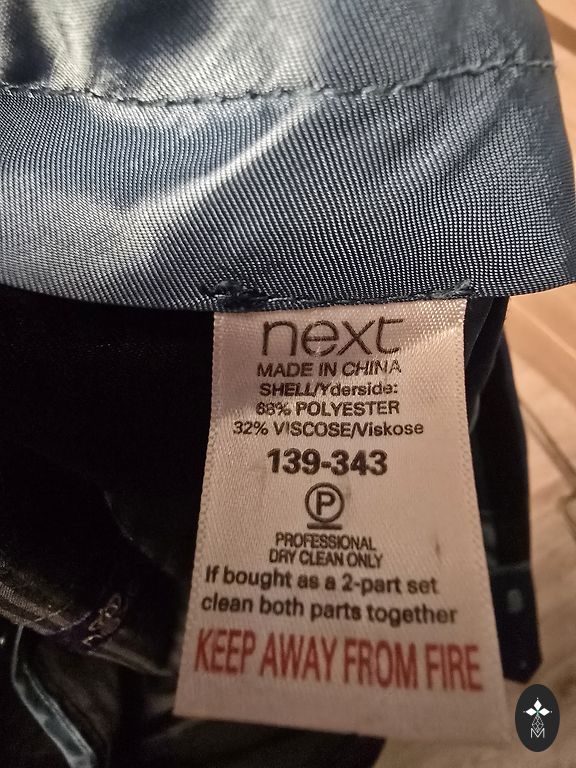 next
MADE IN CHINA
SHELL/Yderside:
68% POLYESTER
32% VISCOSE/Viskose
139-343
P
PROFESSIONAL
DRY CLEAN ONLY
If bought as a 2-part set
clean both parts together
KEEP AWAY FROM FIRE
M